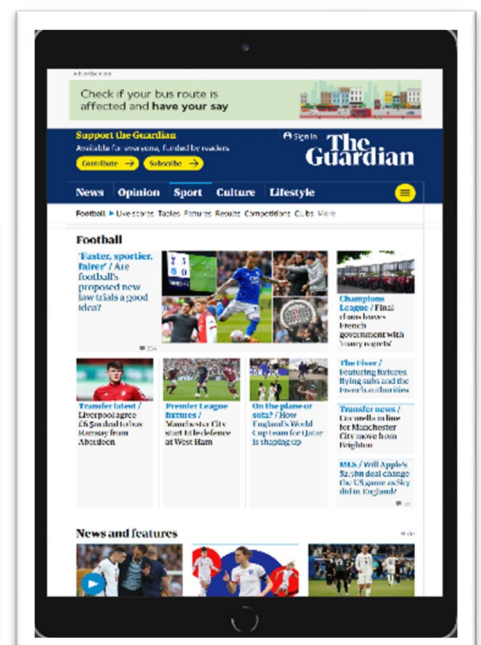 Advertisement
Check if your bus route is
affected and have your say
Support the Guardian
Available for everyone, funded by readers
Contribute →
Subscribe →
Sign in
The
Guardian
News Opinion Sport Culture Lifestyle
Football Live scores Tables Fixtures Results Competitions Clubs More
Football
'Faster, sportier,
fairer' / Are
football's
proposed new
law trials a good
idea?
Champions
League / Final
chaos leaves
French
government with
'many regrets'
Transfer latest /
Liverpool agree
£6.5m deal to buy
Ramsay from
Aberdeen
Premier League
fixtures /
Manchester City
start title defence
at West Ham
On the plane or
sofa? / How
England's World
Cup team for Qatar
is shaping up
The Fiver /
Featuring fixtures,
flying subs and the
French authorities
Transfer news /
Cucurella in line
for Manchester
City move from
Brighton
MLS / Will Apple's
$2.5bn deal change
the US game as Sky
did in England?
News and features
Hide